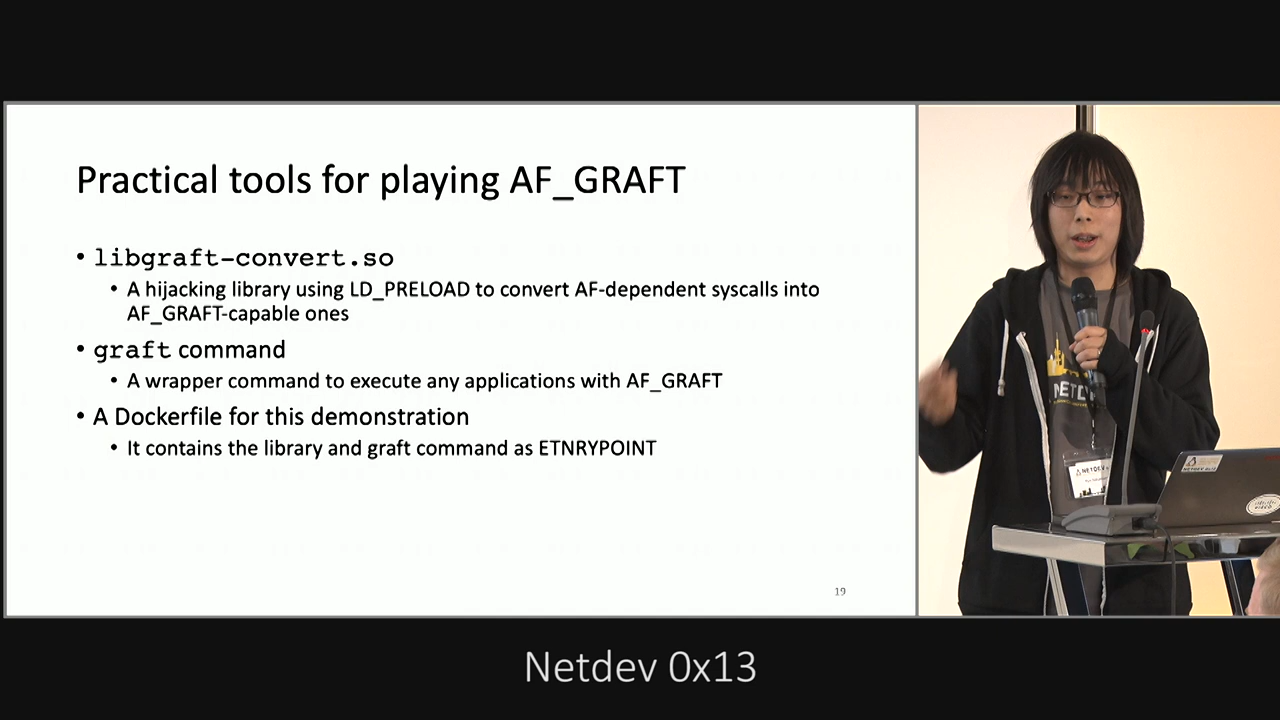 Practical tools for playing AF_GRAFT
• libgraft-convert.so
• A hijacking library using LD_PRELOAD to convert AF-dependent syscalls into
AF_GRAFT-capable ones
• graft command
• A wrapper command to execute any applications with AF_GRAFT
• A Dockerfile for this demonstration
• It contains the library and graft command as ETNRYPOINT
19
NETDEV
Netdev 0x13